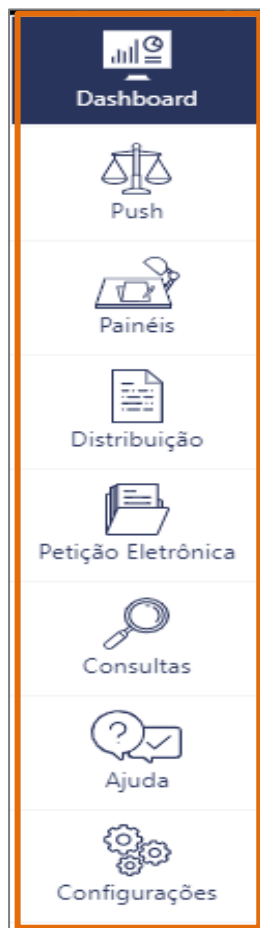 Dashboard
Push
Painéis
Distribuição
Petição Eletrônica
Consultas
Ajuda
Configurações